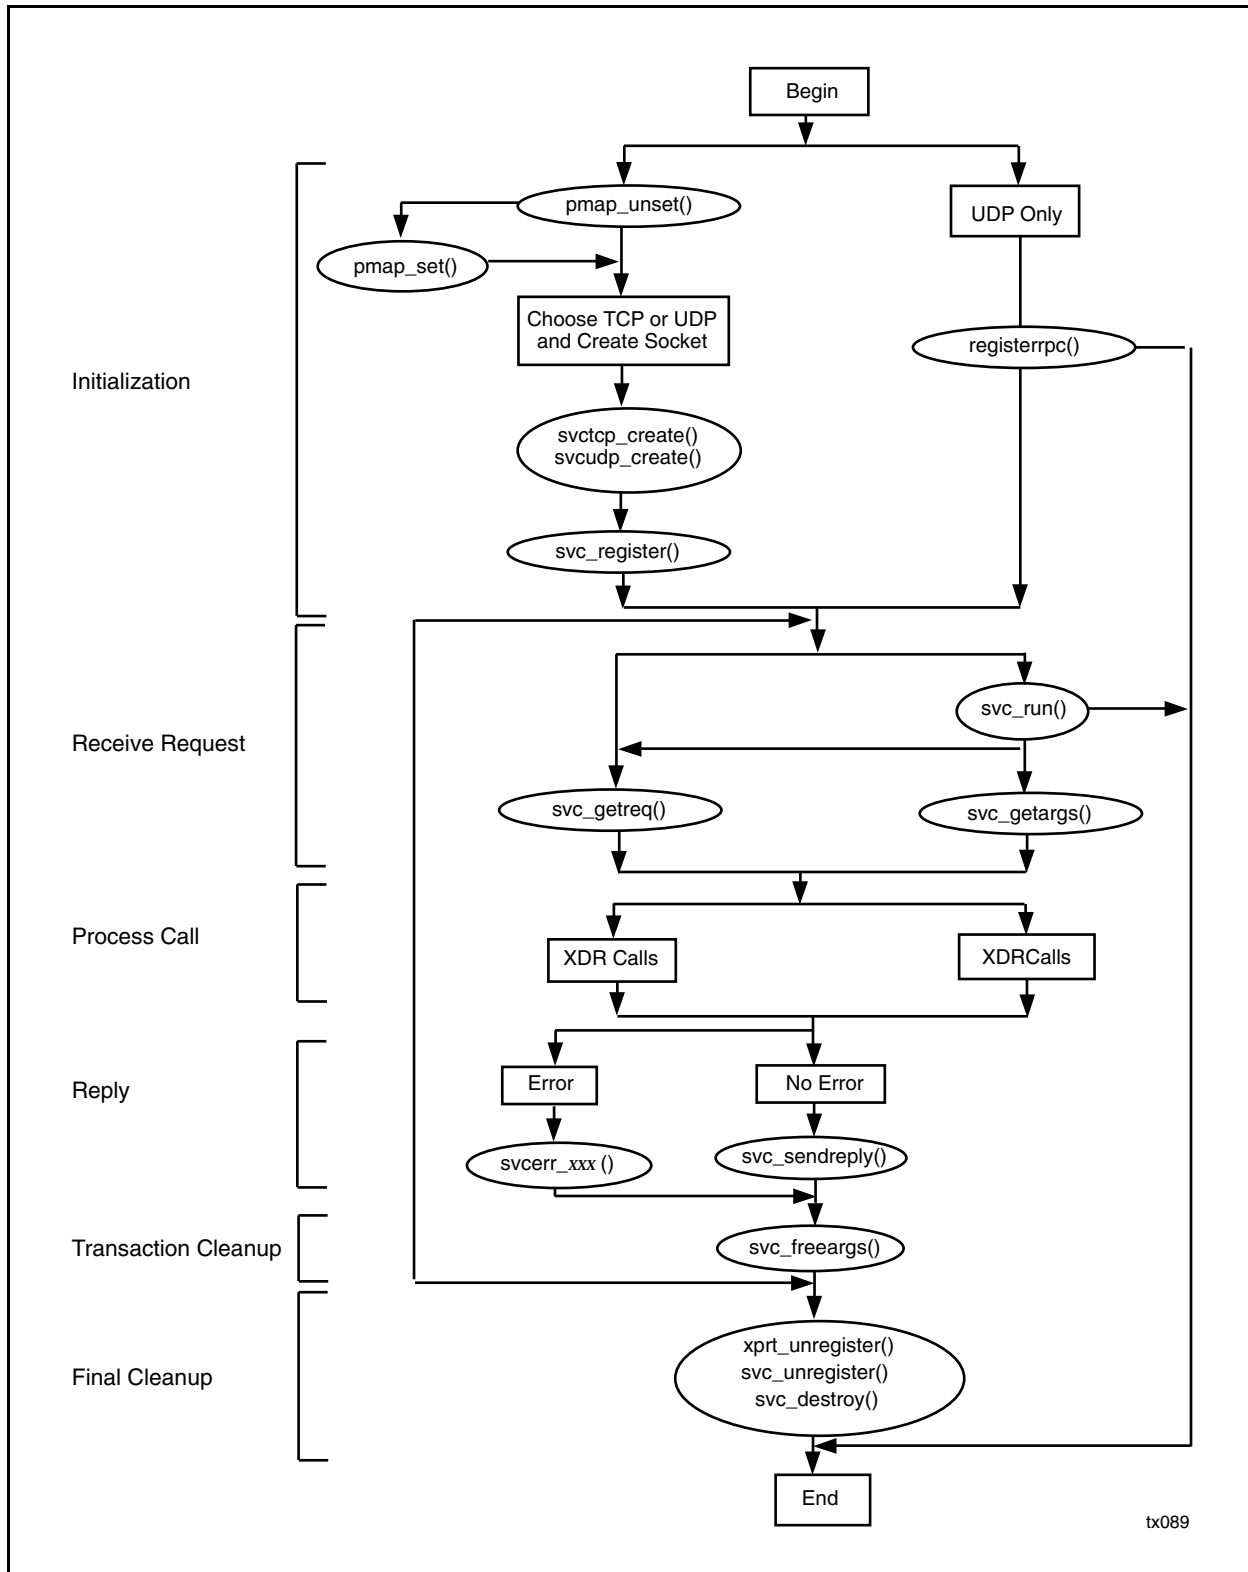 Begin
pmap_unset()
UDP Only
pmap_set()
Choose TCP or UDP
and Create Socket
registerrpc()
Initialization
svctcp_create()
svcudp_create()
svc_register()
svc_run()
Receive Request
svc_getreq()
svc_getargs()
Process Call
XDR Calls
XDRCalls
Reply
Error
No Error
svcerr_xxx ()
svc_sendreply()
Transaction Cleanup
svc_freeargs()
Final Cleanup
xprt_unregister()
svc_unregister()
svc_destroy()
End
tx089